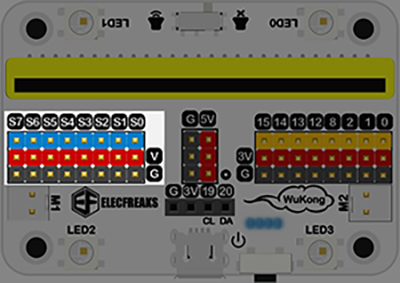 LED1
LED0
S7 S6 S5 S4 S3 S2 S1 S0
G 5V
15 14 13 12 8 2 1 0
V
G
3V
G
G 3V 19 20
CL DA
M1
ELECFREAKS
WuKong
M2
LED2
LED3